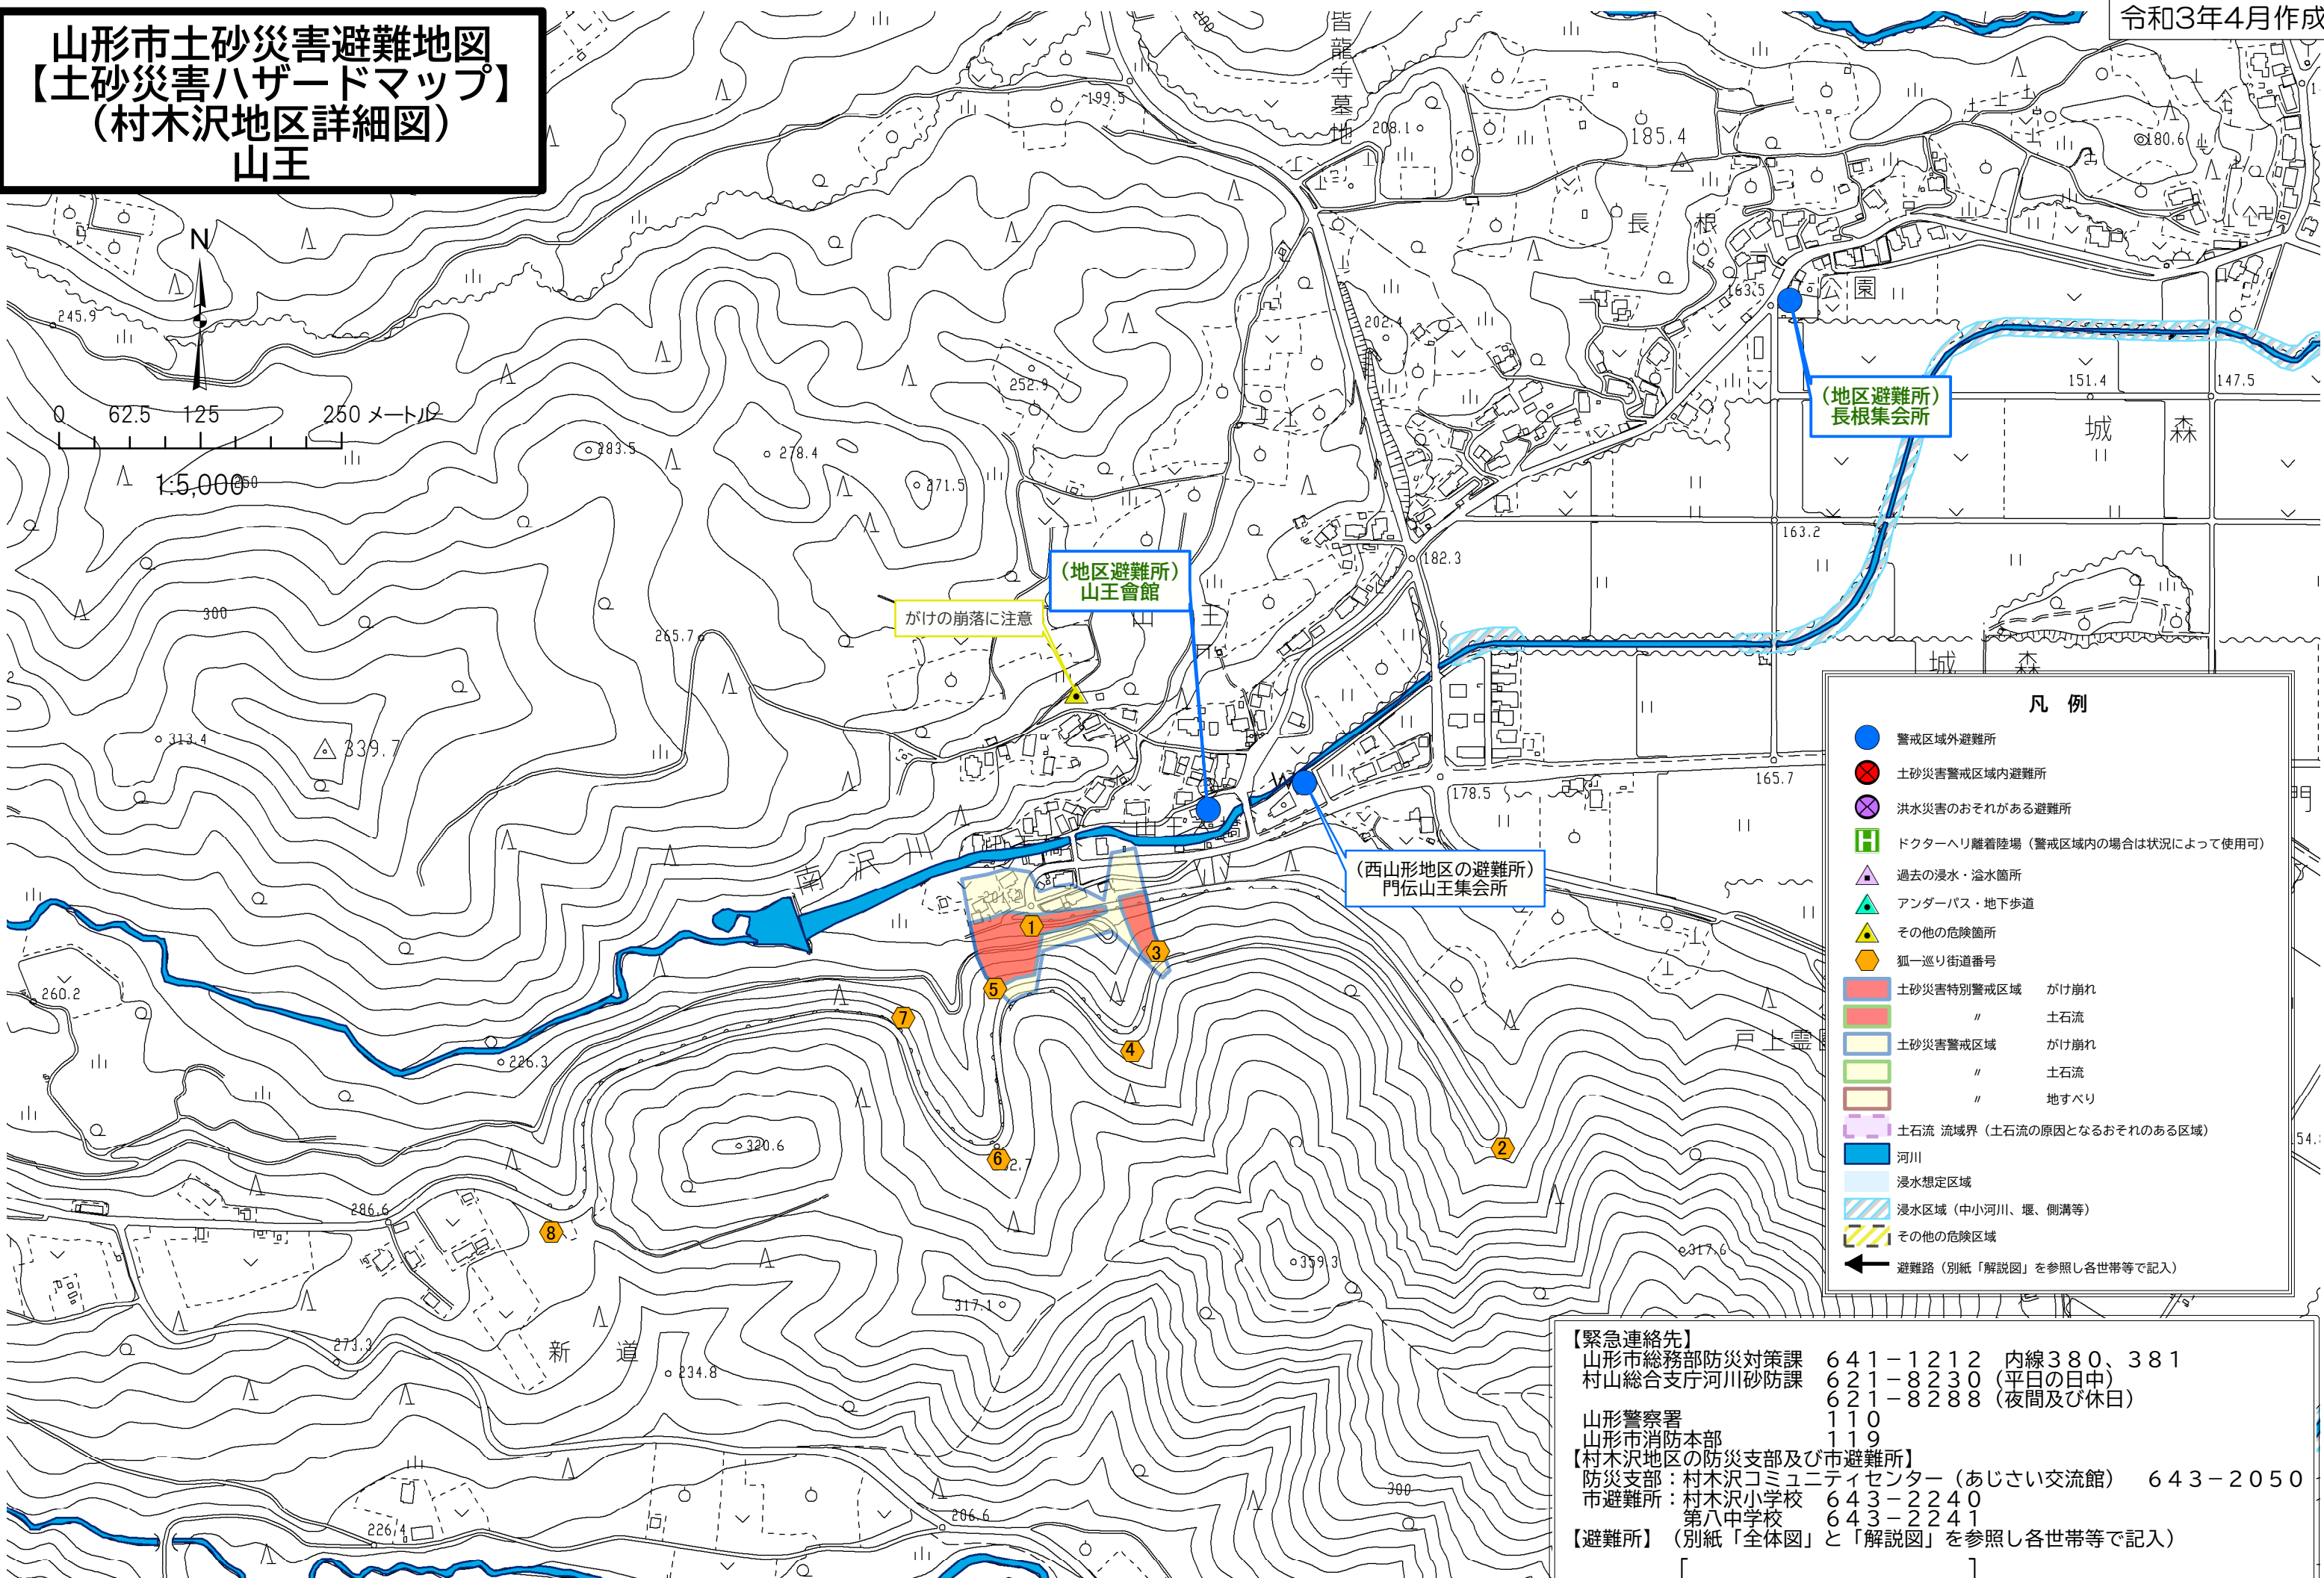 山形市土砂災害避難地図
【土砂災害ハザードマップ】
（村木沢地区詳細図）
山王
令和3年4月作成
皆龍寺墓地
199.5
208.1
185.4
180.6
長根
N
245.9
163.5
公園
202.4
252.9
0 62.5 125 250 メートル
1:5,000
250
（地区避難所）
長根集会所
151.4
147.5
城森
283.5
278.4
271.5
163.2
182.3
（地区避難所）
山王會館
がけの崩落に注意
山王
300
265.7
城森
313.4
339.7
165.7
178.5
南沢川
（西山形地区の避難所）
門伝山王集会所
1
3
5
7
4
260.2
226.3
戸上霊園
320.6
6
2
286.6
8
359.3
317.6
317.1
273.3
新道
234.8
300
206.6
226.4
凡 例
警戒区域外避難所
土砂災害警戒区域内避難所
洪水災害のおそれがある避難所
H ドクターヘリ離着陸場（警戒区域内の場合は状況によって使用可）
過去の浸水・溢水箇所
アンダーパス・地下歩道
その他の危険箇所
狐一巡り街道番号
土砂災害特別警戒区域 がけ崩れ
〃 土石流
土砂災害警戒区域 がけ崩れ
〃 土石流
〃 地すべり
土石流 流域界（土石流の原因となるおそれのある区域）
河川
浸水想定区域
浸水区域（中小河川、堰、側溝等）
その他の危険区域
避難路（別紙「解説図」を参照し各世帯等で記入）
【緊急連絡先】
山形市総務部防災対策課 ６４１－１２１２ 内線３８０、３８１
村山総合支庁河川砂防課 ６２１－８２３０（平日の日中）
６２１－８２８８（夜間及び休日）
山形警察署 １１０
山形市消防本部 １１９
【村木沢地区の防災支部及び市避難所】
防災支部：村木沢コミュニティセンター（あじさい交流館） ６４３－２０５０
市避難所：村木沢小学校 ６４３－２２４０
第八中学校 ６４３－２２４１
【避難所】（別紙「全体図」と「解説図」を参照し各世帯等で記入）